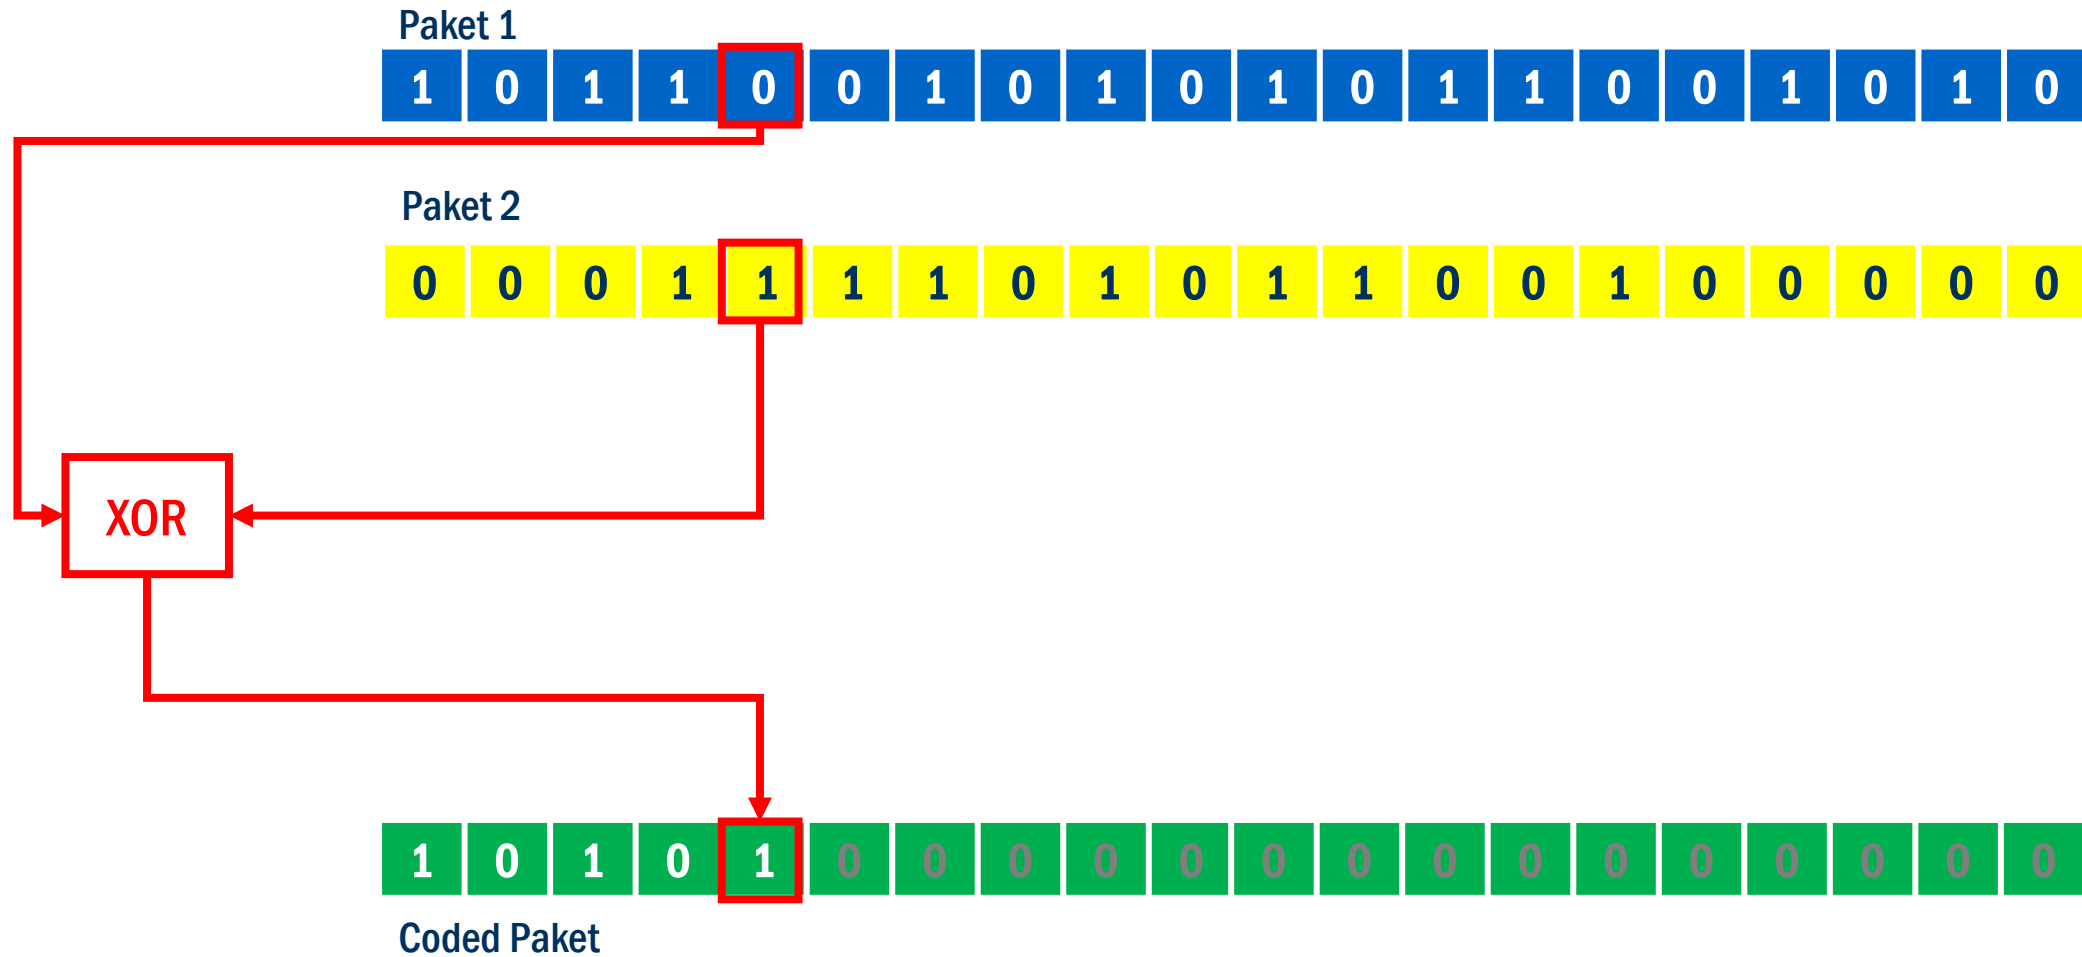 Paket 1
1 0 1 1 0 0 1 0 1 0 1 0 1 1 0 0 1 0 1 0
Paket 2
0 0 0 1 1 1 1 0 1 0 1 1 0 0 1 0 0 0 0 0
XOR
1 0 1 0 1 0 0 0 0 0 0 0 0 0 0 0 0 0 0 0
Coded Paket